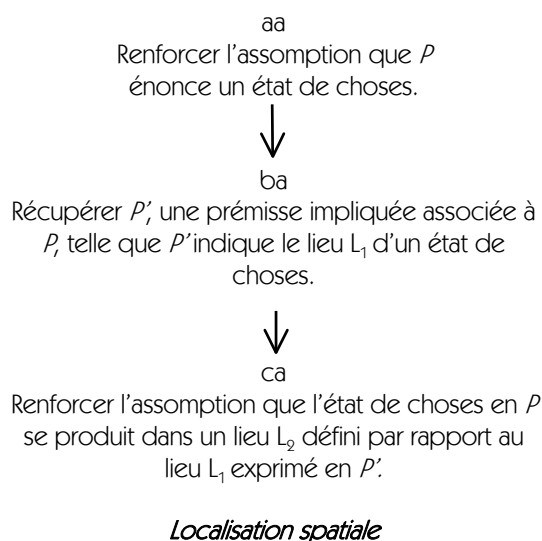 aa
Renforcer l'assomption que P
énonce un état de choses.
ba
Récupérer P', une prémisse impliquée associée à
P, telle que P' indique le lieu L₁ d'un état de
choses.
ca
Renforcer l'assomption que l'état de choses en P
se produit dans un lieu L₂ défini par rapport au
lieu L₁ exprimé en P'.
Localisation spatiale